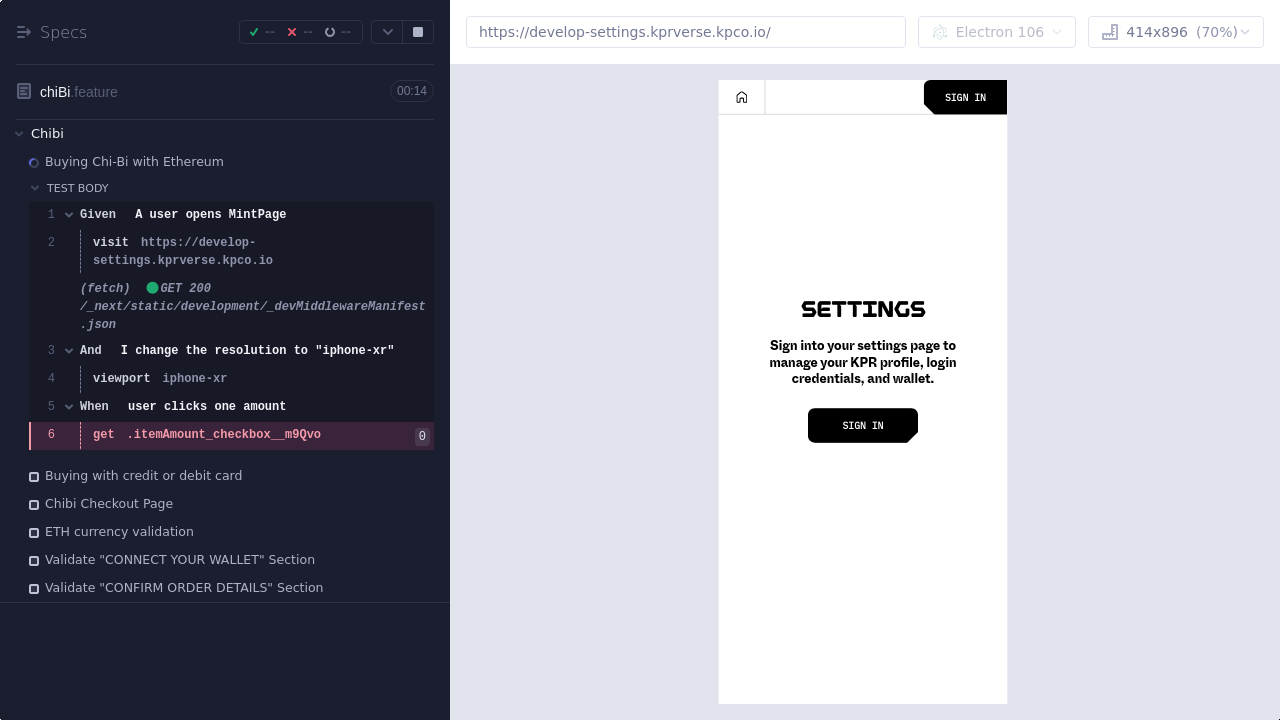 Specs
-- -- --
https://develop-settings.kprverse.kpco.io/
Electron 106
414x896 (70%)
chiBi.feature
00:14
Chibi
Buying Chi-Bi with Ethereum
TEST BODY
1 Given A user opens MintPage
2 visit https://develop-
settings.kprverse.kpco.io
(fetch) GET 200
/_next/static/development/_devMiddlewareManifest
.json
3 And I change the resolution to "iphone-xr"
4 viewport iphone-xr
5 When user clicks one amount
6 get .itemAmount_checkbox__m9Qvo 0
Buying with credit or debit card
Chibi Checkout Page
ETH currency validation
Validate "CONNECT YOUR WALLET" Section
Validate "CONFIRM ORDER DETAILS" Section
SIGN IN
SETTINGS
Sign into your settings page to
manage your KPR profile, login
credentials, and wallet.
SIGN IN